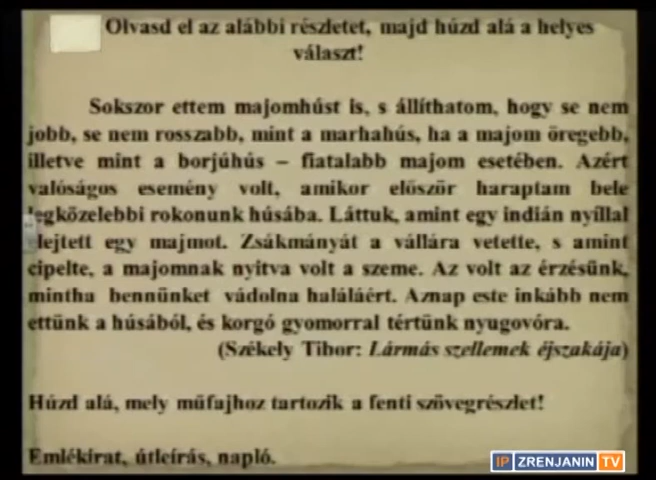 Olvasd el az alábbi részletet, majd húzd alá a helyes
választ!
Sokszor ettem majomhúst is, s állíthatom, hogy se nem
jobb, se nem rosszabb, mint a marhahús, ha a majom öregebb,
illetve mint a borjúhús – fiatalabb majom esetében. Azért
valóságos esemény volt, amikor először haraptam bele
legközelebbi rokonunk húsába. Láttuk, amint egy indián nyíllal
elejtett egy majmot. Zsákmányát a vállára vetette, s amint
cipelte, a majomnak nyitva volt a szeme. Az volt az érzésünk,
mintha bennünket vádolna haláláért. Aznap este inkább nem
ettünk a húsából, és korgó gyomorral tértünk nyugovóra.
(Székely Tibor: Lármás szellemek éjszakája)
Húzd alá, mely műfajhoz tartozik a fenti szövegrészlet!
Emlékirat, útleírás, napló.
IP ZRENJANIN TV